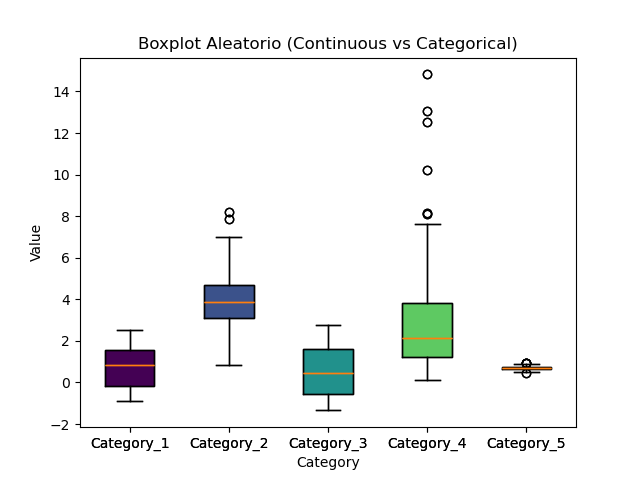 Boxplot Aleatorio (Continuous vs Categorical)
Value
14
12
10
8
6
4
2
0
−2
Category_1 Category_2 Category_3 Category_4 Category_5
Category